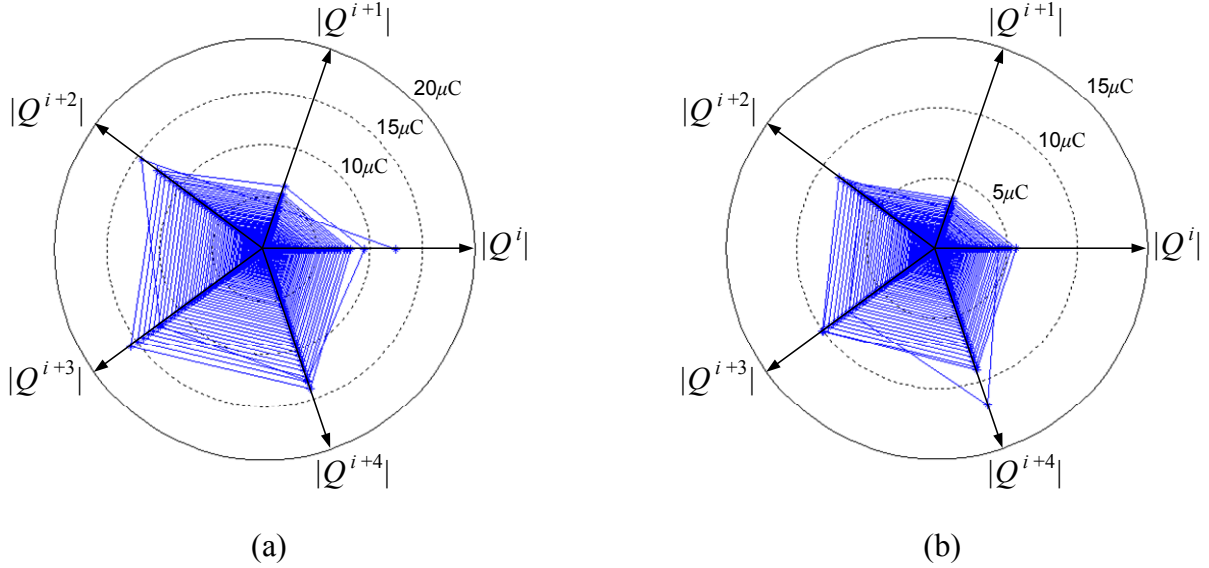 |Q^{i+1}|
20μC
|Q^{i+2}|
15μC
10μC
|Q^i|
|Q^{i+3}|
|Q^{i+4}|
(a)
|Q^{i+1}|
15μC
|Q^{i+2}|
10μC
5μC
|Q^i|
|Q^{i+3}|
|Q^{i+4}|
(b)